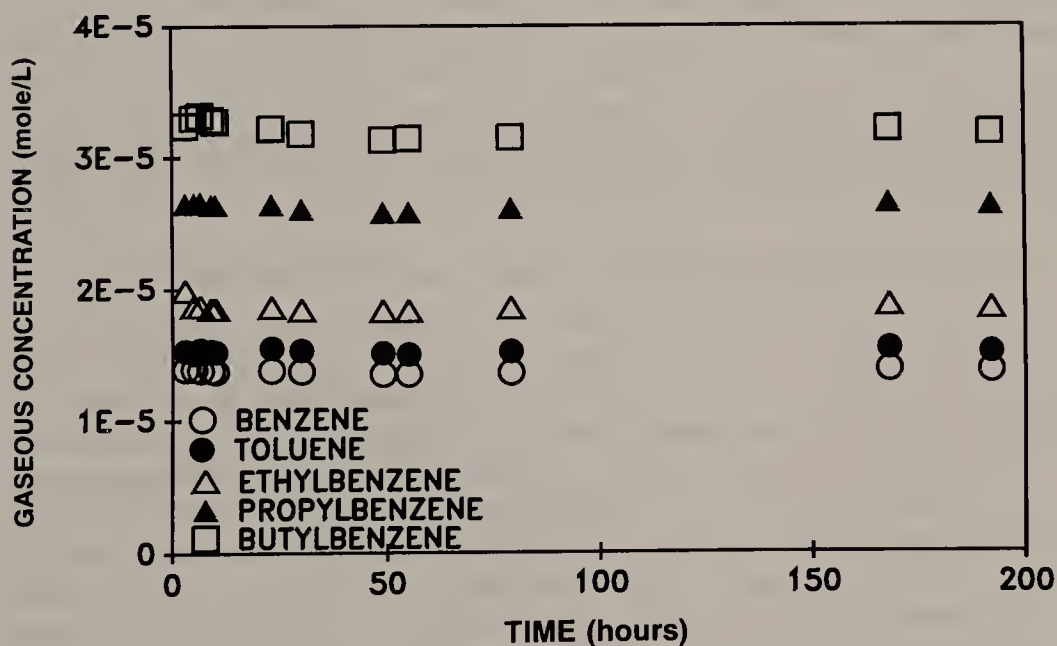 GASEOUS CONCENTRATION (mole/L)
4E-5
3E-5
2E-5
1E-5
0
BENZENE
TOLUENE
ETHYLBENZENE
PROPYLBENZENE
BUTYLBENZENE
0 50 100 150 200
TIME (hours)